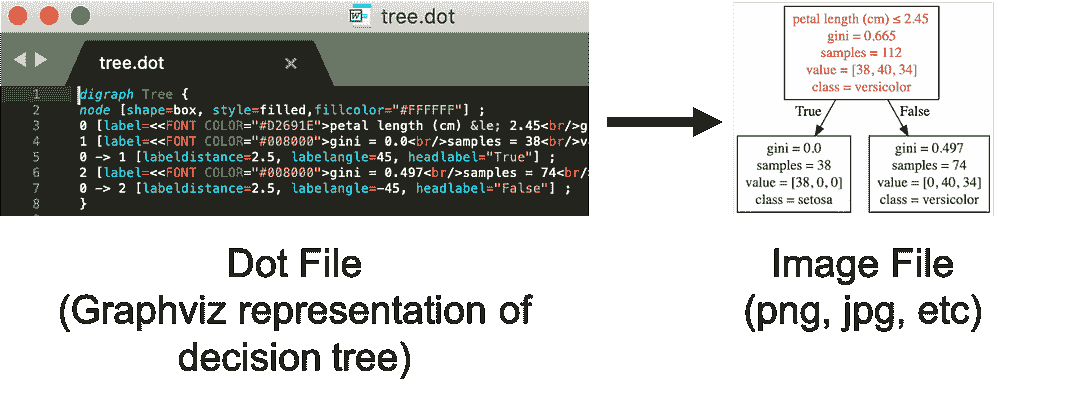 tree.dot
tree.dot
1 digraph Tree {
2 node [shape=box, style=filled,fillcolor="#FFFFFF"] ;
3 0 [label=<<FONT COLOR="#D2691E">petal length (cm) &le; 2.45<br/>g
4 1 [label=<<FONT COLOR="#008000">gini = 0.0<br/>samples = 38<br/>v
5 0 -> 1 [labeldistance=2.5, labelangle=45, headlabel="True"] ;
6 2 [label=<<FONT COLOR="#008000">gini = 0.497<br/>samples = 74<br/
7 0 -> 2 [labeldistance=2.5, labelangle=-45, headlabel="False"] ;
8 }
petal length (cm) ≤ 2.45
gini = 0.665
samples = 112
value = [38, 40, 34]
class = versicolor
True
False
gini = 0.0
samples = 38
value = [38, 0, 0]
class = setosa
gini = 0.497
samples = 74
value = [0, 40, 34]
class = versicolor
Dot File
(Graphviz representation of
decision tree)
Image File
(png, jpg, etc)